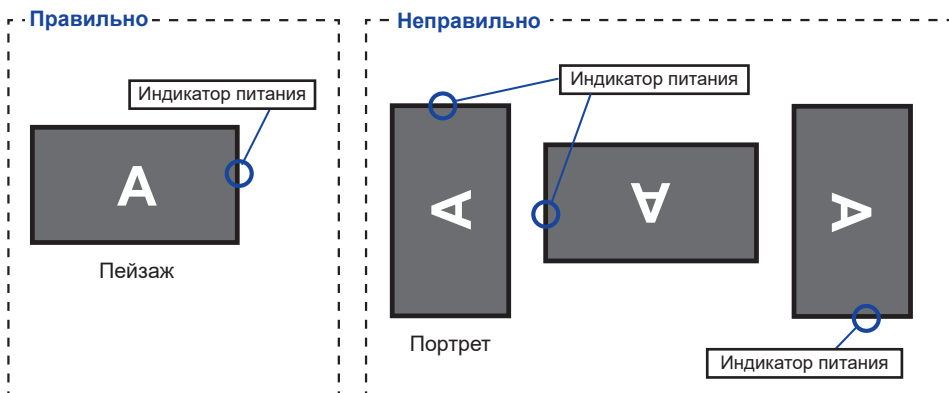 Правильно
Индикатор питания
A
Пейзаж
Неправильно
Индикатор питания
A
A
A
Портрет
Индикатор питания